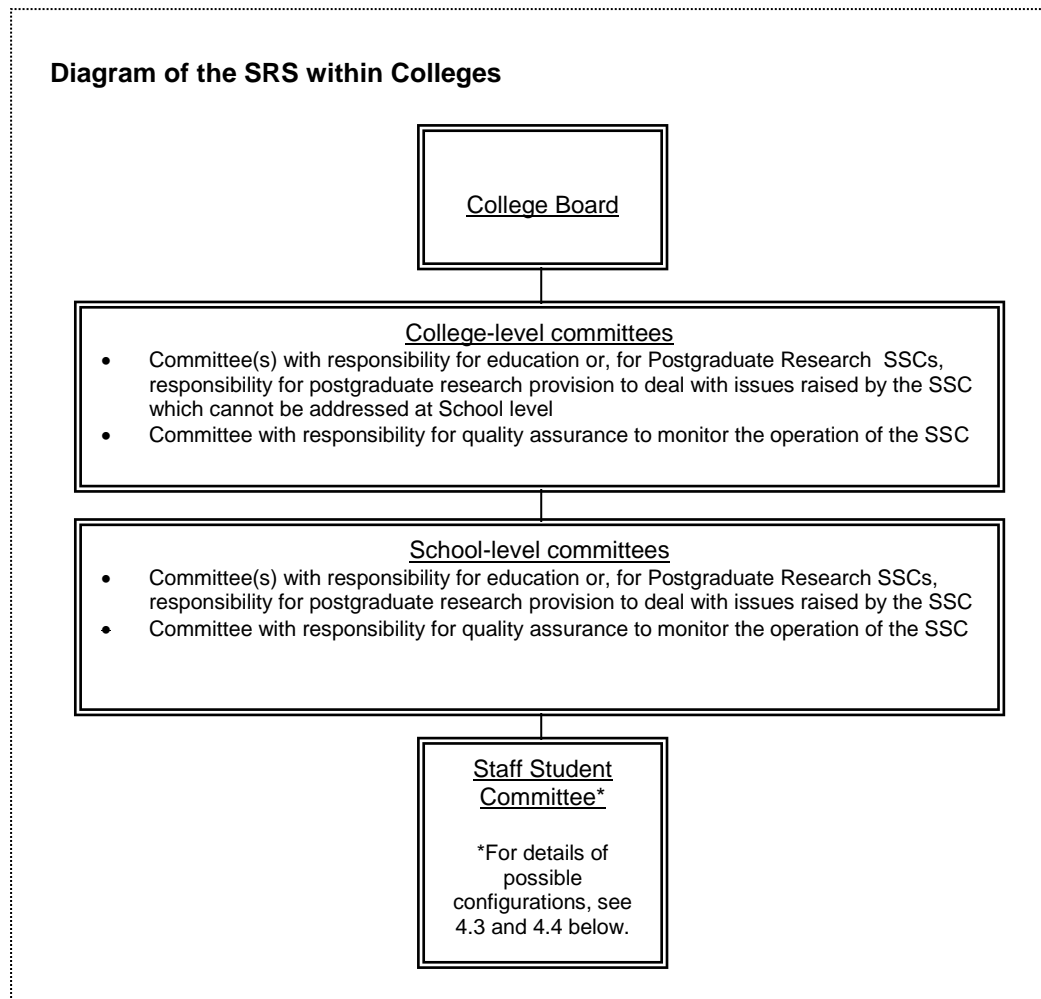 Diagram of the SRS within Colleges
College Board
College-level committees
• Committee(s) with responsibility for education or, for Postgraduate Research SSCs,
responsibility for postgraduate research provision to deal with issues raised by the SSC
which cannot be addressed at School level
• Committee with responsibility for quality assurance to monitor the operation of the SSC
School-level committees
• Committee(s) with responsibility for education or, for Postgraduate Research SSCs,
responsibility for postgraduate research provision to deal with issues raised by the SSC
• Committee with responsibility for quality assurance to monitor the operation of the SSC
Staff Student
Committee*
*For details of
possible
configurations, see
4.3 and 4.4 below.